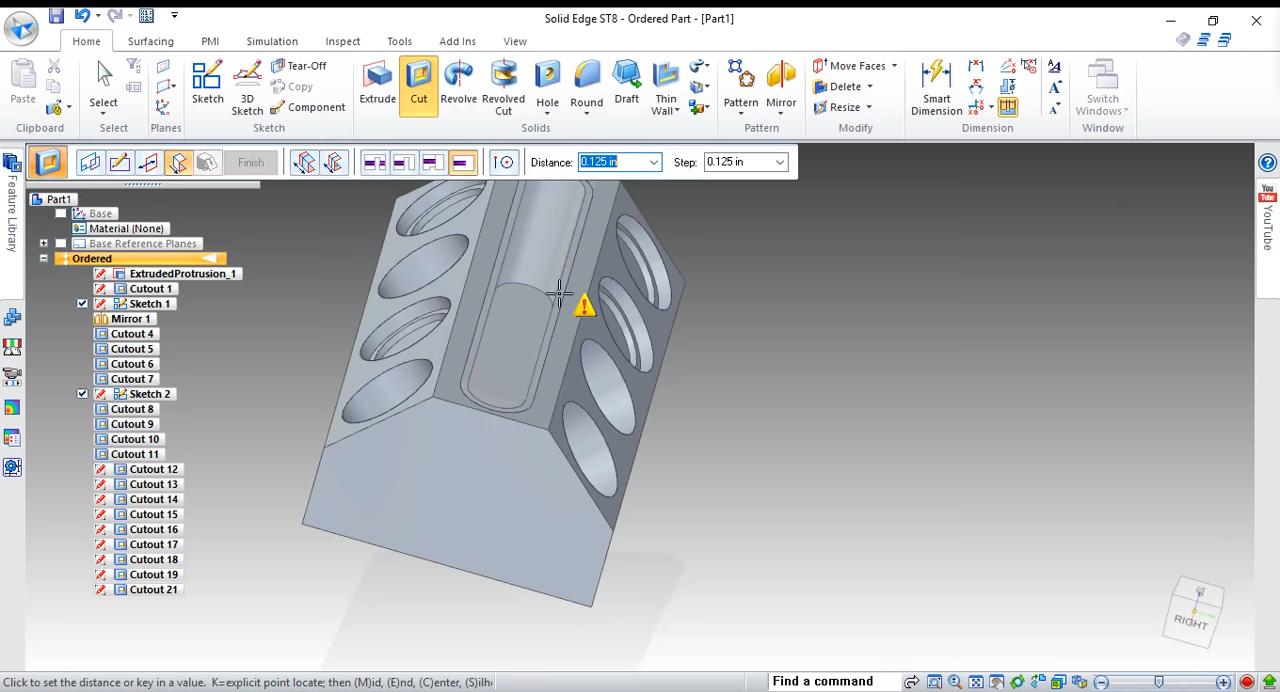 Solid Edge ST8 - Ordered Part - [Part1]
Home Surfacing PMI Simulation Inspect Tools Add Ins View
Paste
Clipboard
Select
Select
Planes
Sketch
3D Sketch
Tear-Off
Copy
Component
Sketch
Extrude
Cut
Revolve
Revolved Cut
Hole
Round
Draft
Thin Wall
Solids
Pattern
Mirror
Pattern
Move Faces
Delete
Resize
Modify
Smart Dimension
Dimension
Switch Windows
Window
Finish
Distance: 0.125 in
Step: 0.125 in
Feature Library
YouTube
YouTube
Part1
Base
Material (None)
Base Reference Planes
Ordered
ExtrudedProtrusion_1
Cutout 1
Sketch 1
Mirror 1
Cutout 4
Cutout 5
Cutout 6
Cutout 7
Sketch 2
Cutout 8
Cutout 9
Cutout 10
Cutout 11
Cutout 12
Cutout 13
Cutout 14
Cutout 15
Cutout 16
Cutout 17
Cutout 18
Cutout 19
Cutout 21
RIGHT
Click to set the distance or key in a value. K=explicit point locate; then (M)id, (E)nd, (C)enter, (S)ilh
Find a command